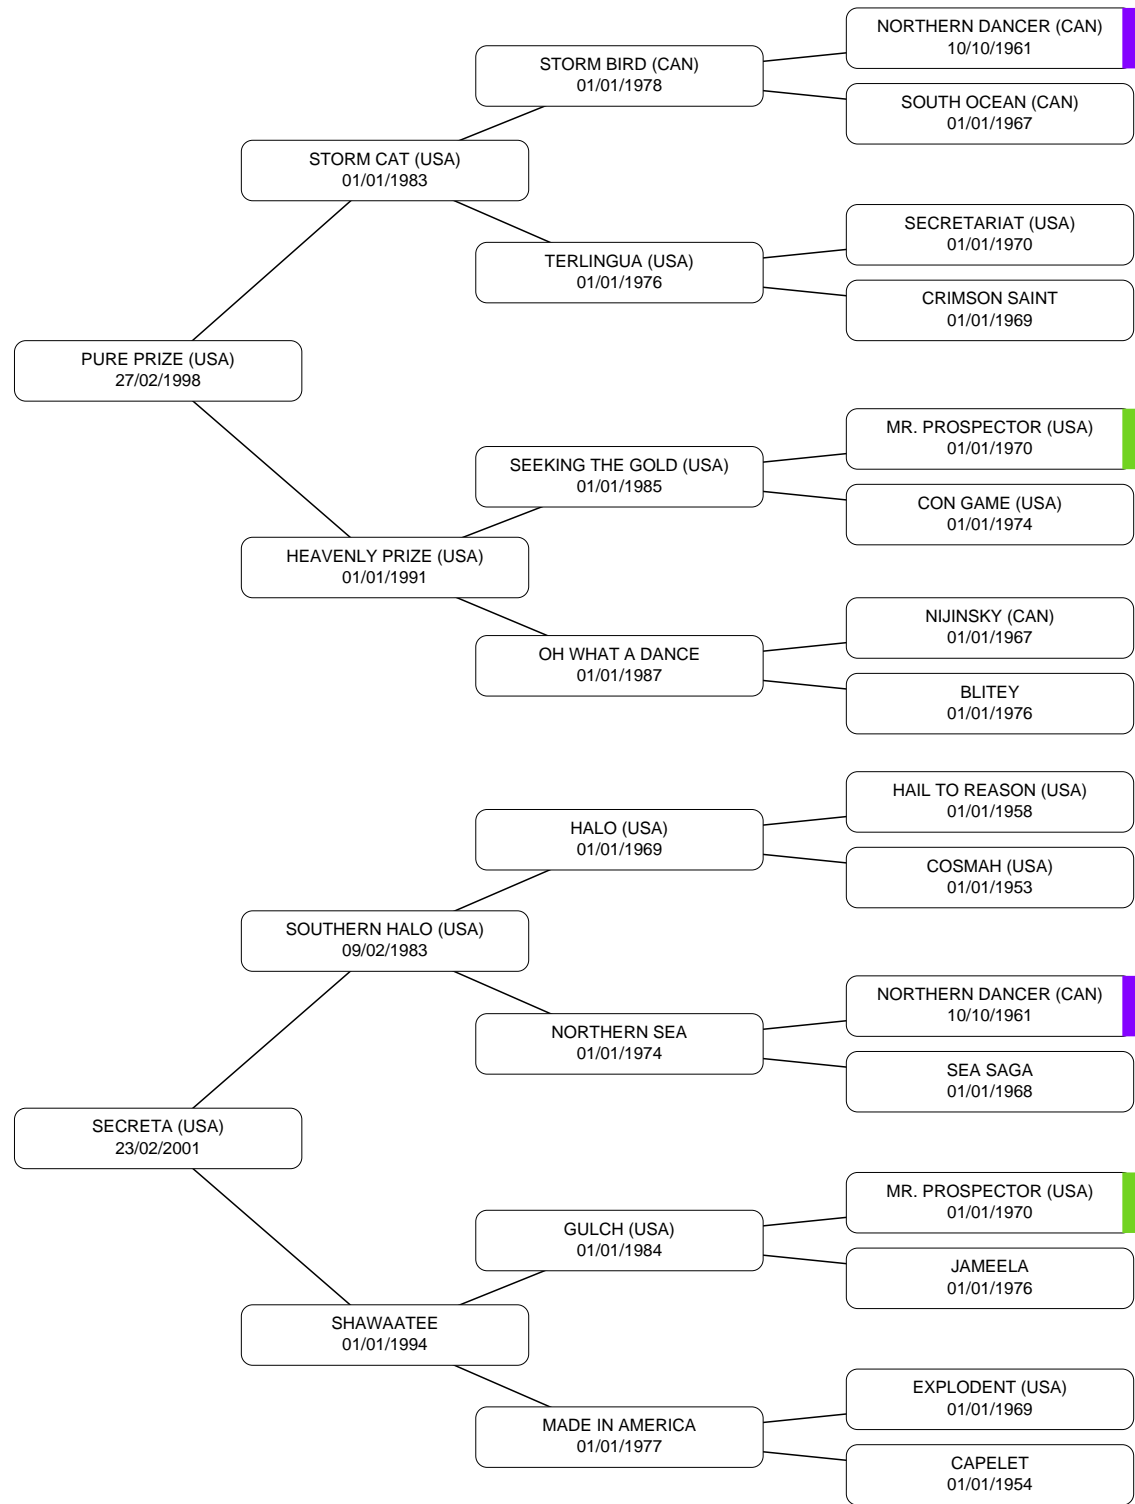 NORTHERN DANCER (CAN)
10/10/1961
STORM BIRD (CAN)
01/01/1978
SOUTH OCEAN (CAN)
01/01/1967
STORM CAT (USA)
01/01/1983
SECRETARIAT (USA)
01/01/1970
TERLINGUA (USA)
01/01/1976
CRIMSON SAINT
01/01/1969
PURE PRIZE (USA)
27/02/1998
MR. PROSPECTOR (USA)
01/01/1970
SEEKING THE GOLD (USA)
01/01/1985
CON GAME (USA)
01/01/1974
HEAVENLY PRIZE (USA)
01/01/1991
NIJINSKY (CAN)
01/01/1967
OH WHAT A DANCE
01/01/1987
BLITEY
01/01/1976
HAIL TO REASON (USA)
01/01/1958
HALO (USA)
01/01/1969
COSMAH (USA)
01/01/1953
SOUTHERN HALO (USA)
09/02/1983
NORTHERN DANCER (CAN)
10/10/1961
NORTHERN SEA
01/01/1974
SEA SAGA
01/01/1968
SECRETA (USA)
23/02/2001
MR. PROSPECTOR (USA)
01/01/1970
GULCH (USA)
01/01/1984
JAMEELA
01/01/1976
SHAWAATEE
01/01/1994
EXPLODENT (USA)
01/01/1969
MADE IN AMERICA
01/01/1977
CAPELET
01/01/1954